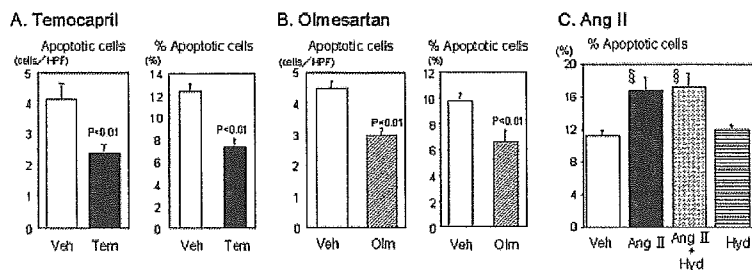 A. Temocapril
Apoptotic cells
(cells/HPF)
5
4
3
2
1
0
P<0.01
Veh Tem
% Apoptotic cells
(%)
14
12
10
8
6
4
2
0
P<0.01
Veh Tem
B. Olmesartan
Apoptotic cells
(cells/HPF)
5
4
3
2
1
0
P<0.01
Veh Olm
% Apoptotic cells
(%)
12
10
8
6
4
2
0
P<0.01
Veh Olm
C. Ang II
(%) % Apoptotic cells
20
16
12
8
4
0
§ §
Veh Ang II Ang II + Hyd Hyd